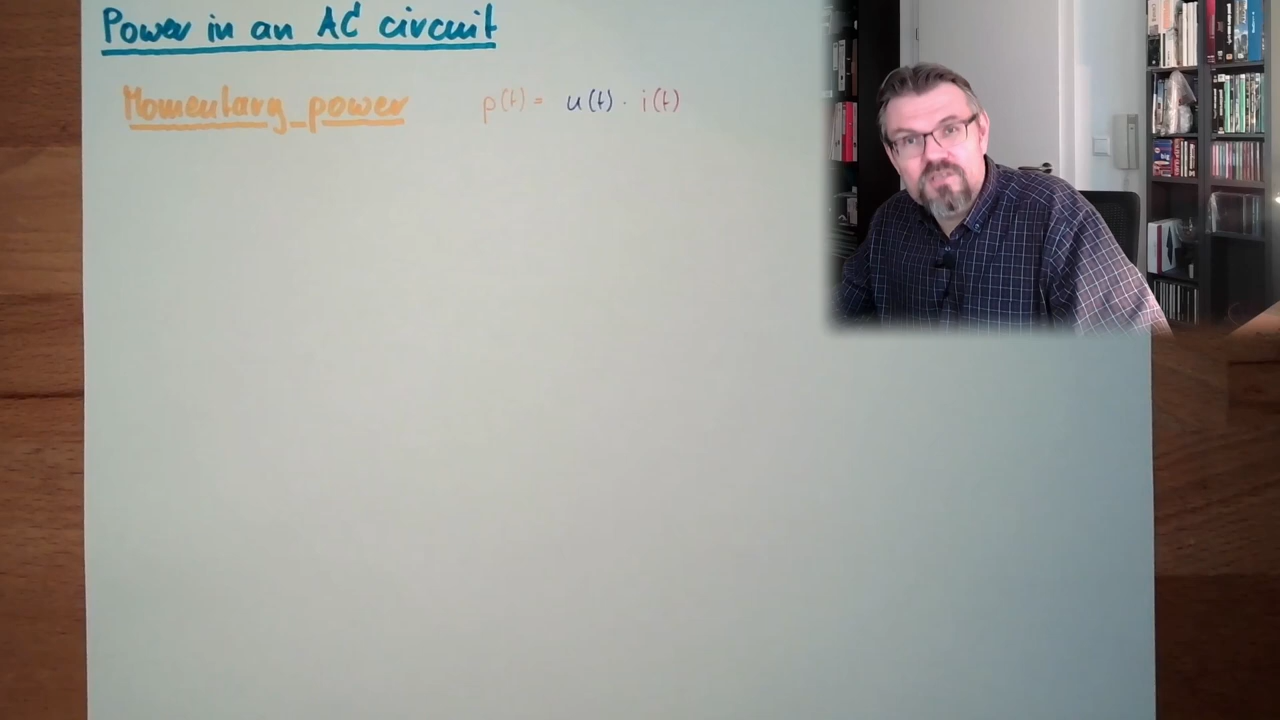 Power in an AC circuit
Momentary power p(t) = u(t) · i(t)